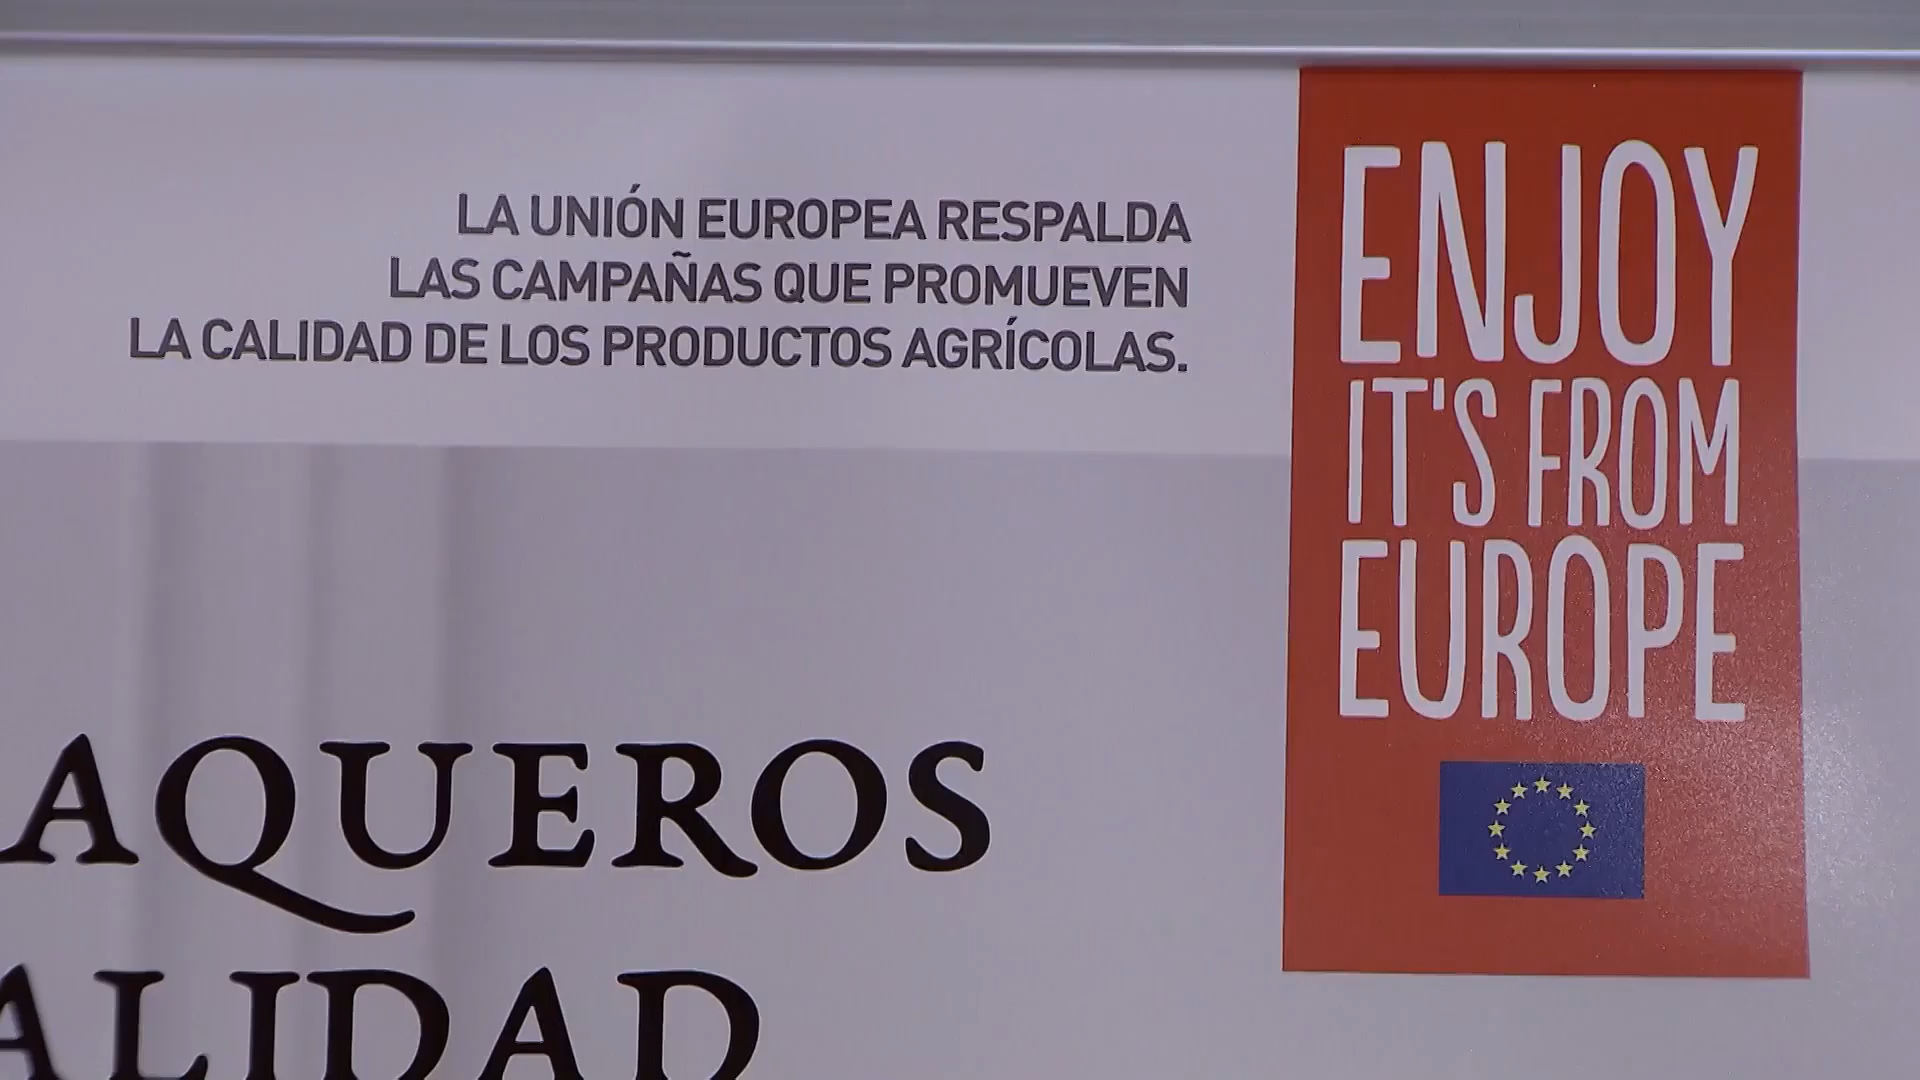 LA UNIÓN EUROPEA RESPALDA
LAS CAMPAÑAS QUE PROMUEVEN
LA CALIDAD DE LOS PRODUCTOS AGRÍCOLAS.
ENJOY
IT'S FROM
EUROPE
AQUEROS
ALIDAD